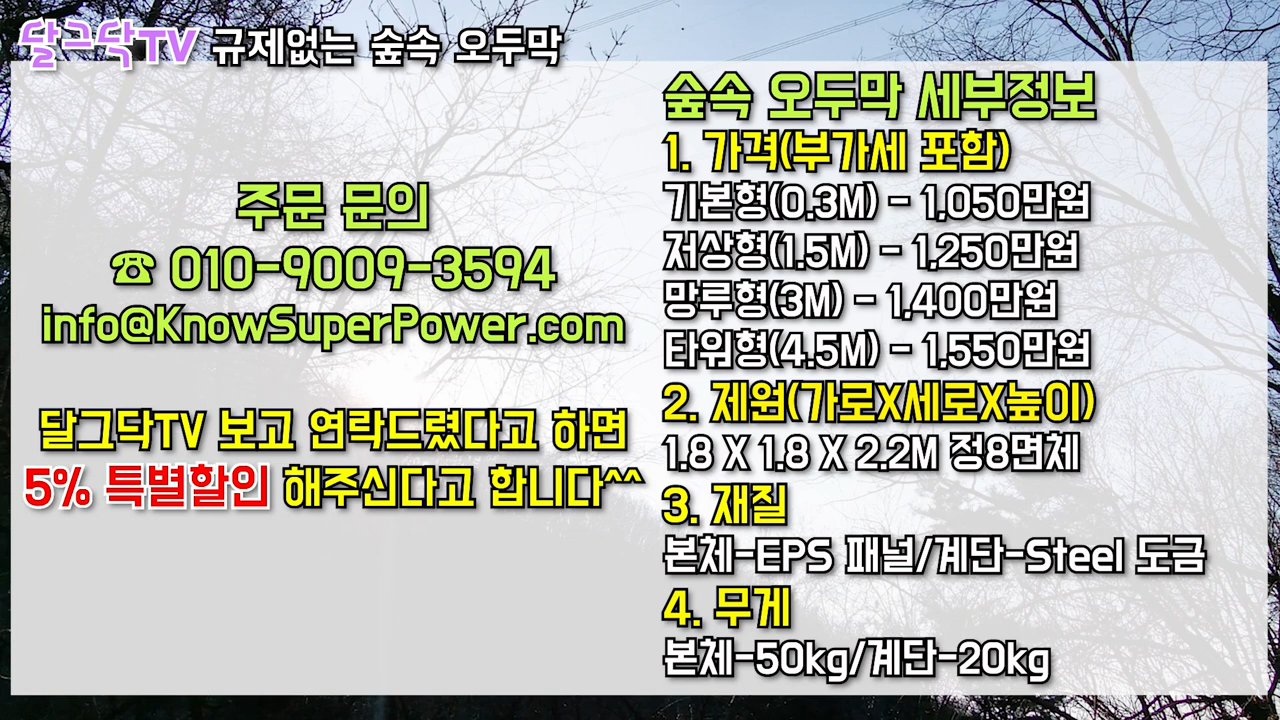 달그닥TV 규제없는 숲속 오두막
주문 문의
☎ 010-9009-3594
info@KnowSuperPower.com
달그닥TV 보고 연락드렸다고 하면
5% 특별할인 해주신다고 합니다^^
숲속 오두막 세부정보
1. 가격(부가세 포함)
기본형(0.3M) - 1,050만원
저상형(1.5M) - 1,250만원
망루형(3M) - 1,400만원
타워형(4.5M) - 1,550만원
2. 제원(가로X세로X높이)
1.8 X 1.8 X 2.2M 정8면체
3. 재질
본체-EPS 패널/계단-Steel 도금
4. 무게
본체-50kg/계단-20kg